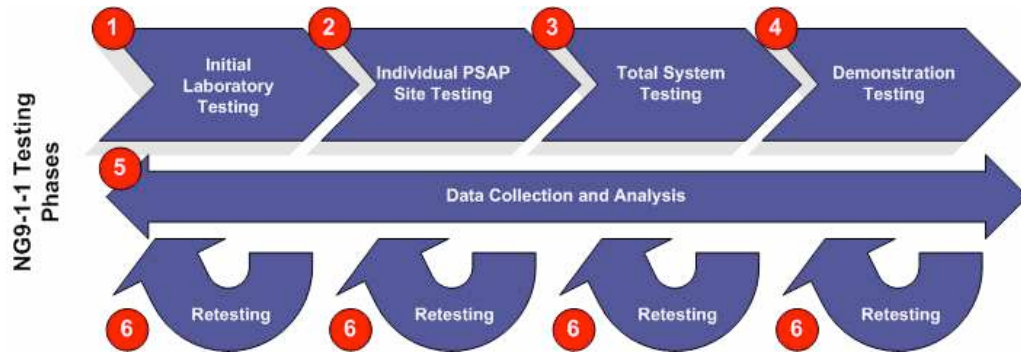 NG9-1-1 Testing
Phases
1
Initial
Laboratory
Testing
2
Individual PSAP
Site Testing
3
Total System
Testing
4
Demonstration
Testing
5
Data Collection and Analysis
6
Retesting
6
Retesting
6
Retesting
6
Retesting